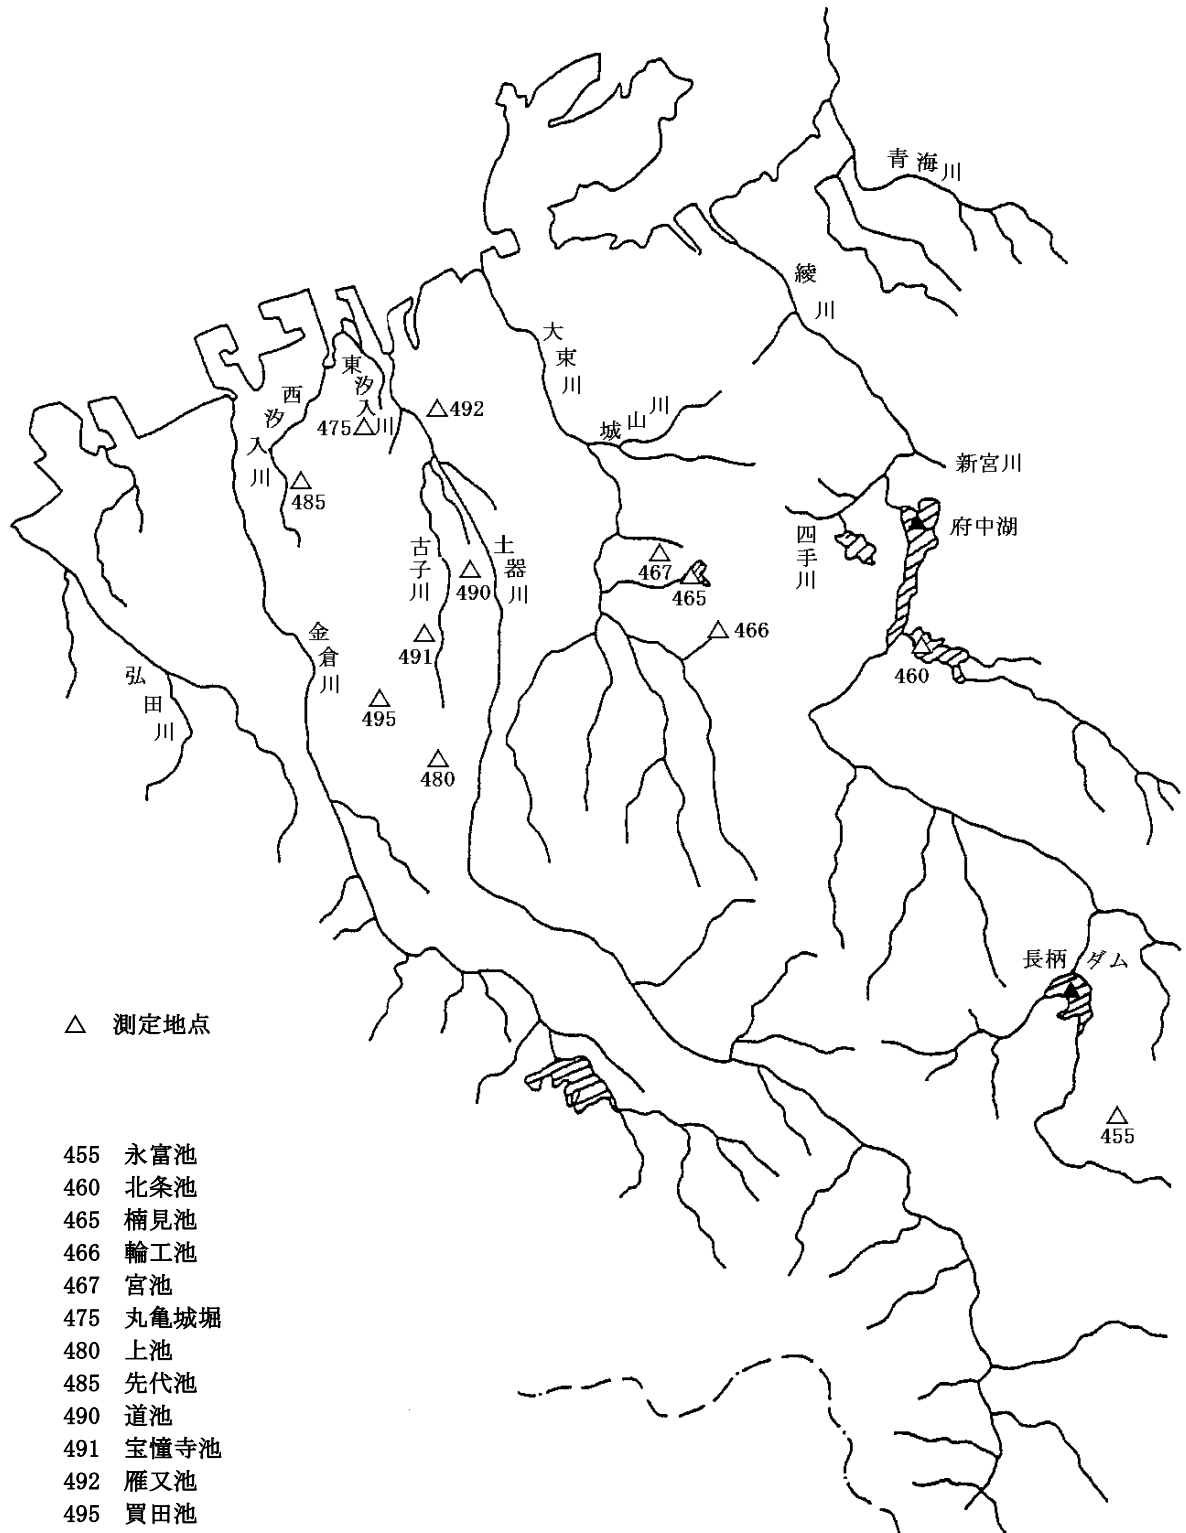 青海川
綾川
大東川
東汐入川
西汐入川
492
475
城山川
新宮川
485
府中湖
四手川
古子川
土器川
467
490
465
466
金倉川
491
460
弘田川
495
480
長柄ダム
△ 測定地点
455
455 永富池
460 北条池
465 楠見池
466 輪工池
467 宮池
475 丸亀城堀
480 上池
485 先代池
490 道池
491 宝憧寺池
492 雁又池
495 買田池